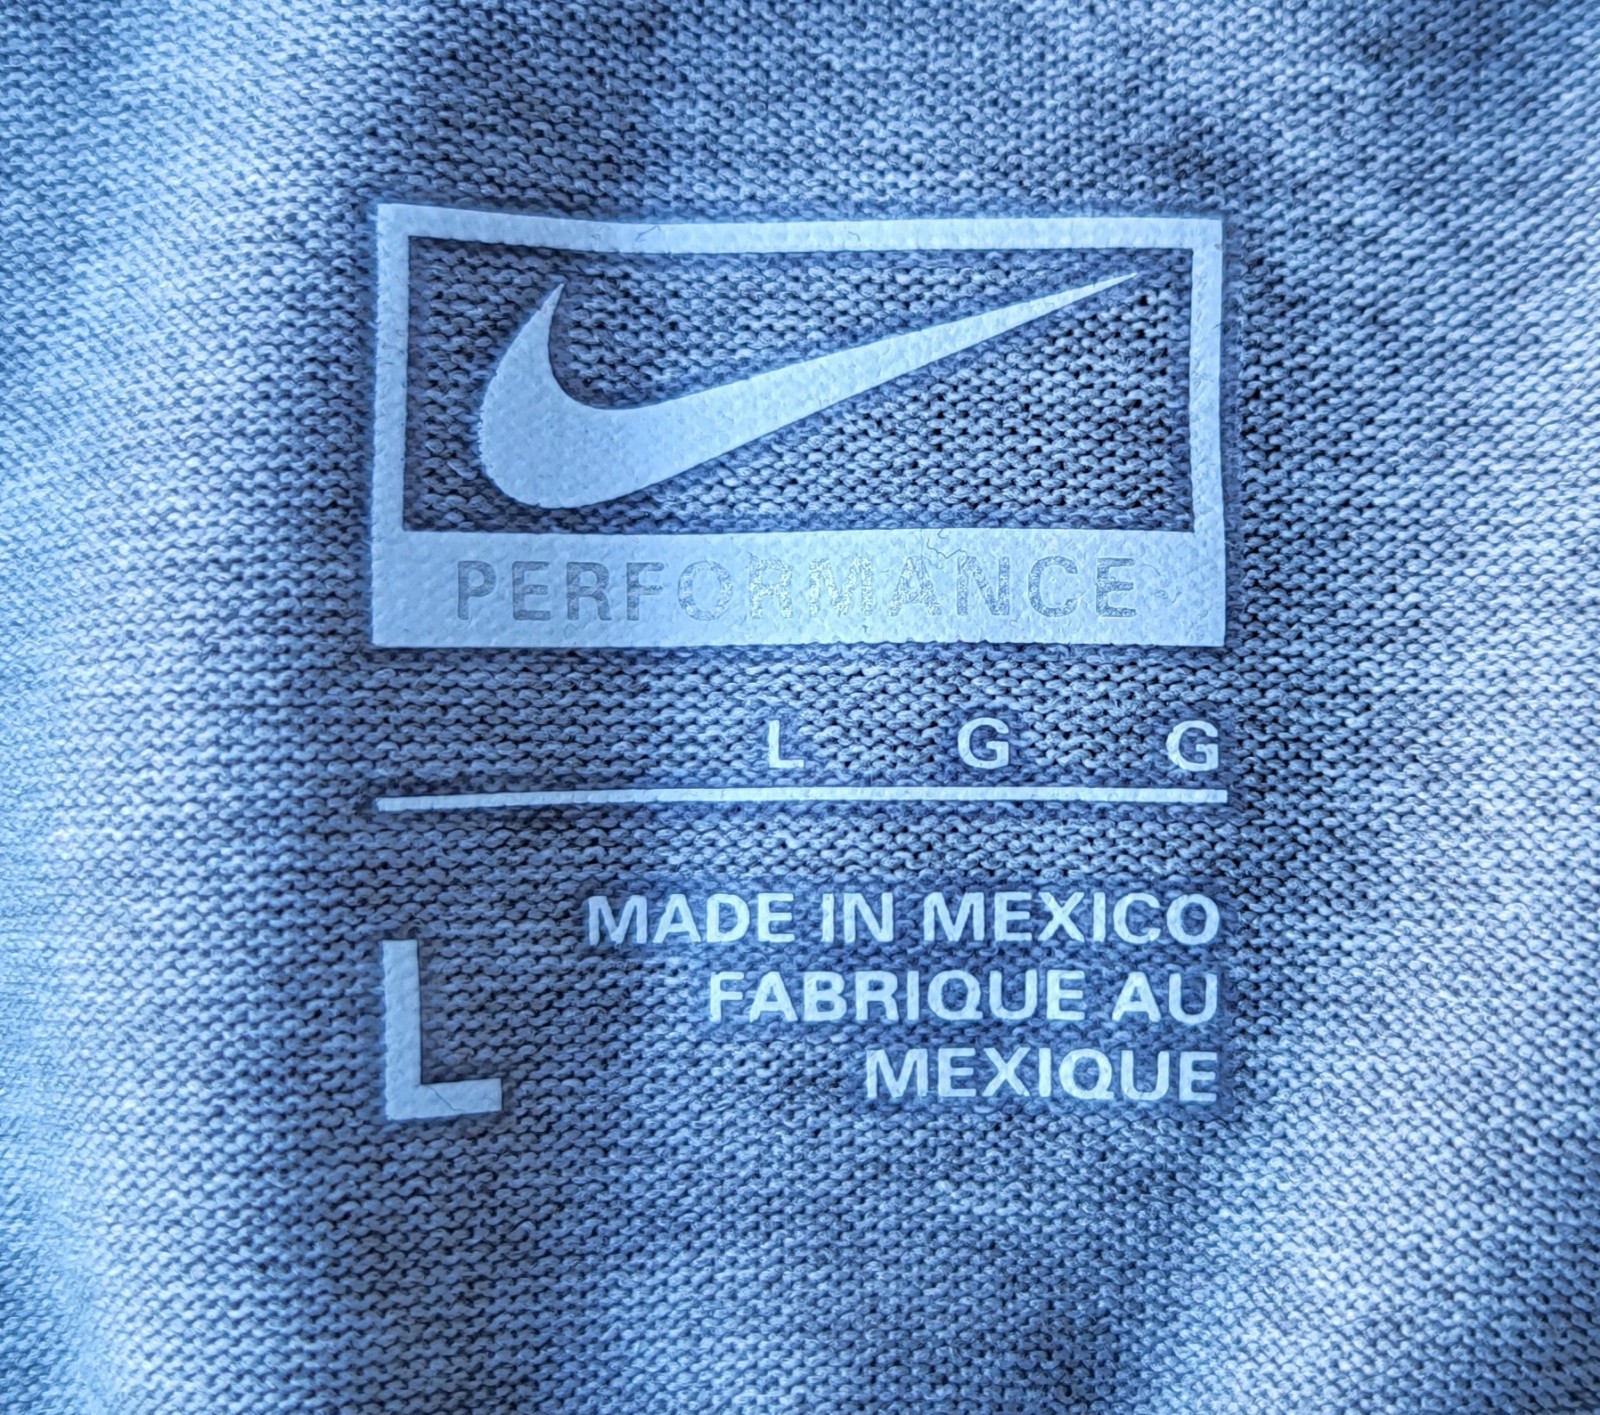 PERFORMANCE
L G G
L
MADE IN MEXICO
FABRIQUE AU
MEXIQUE